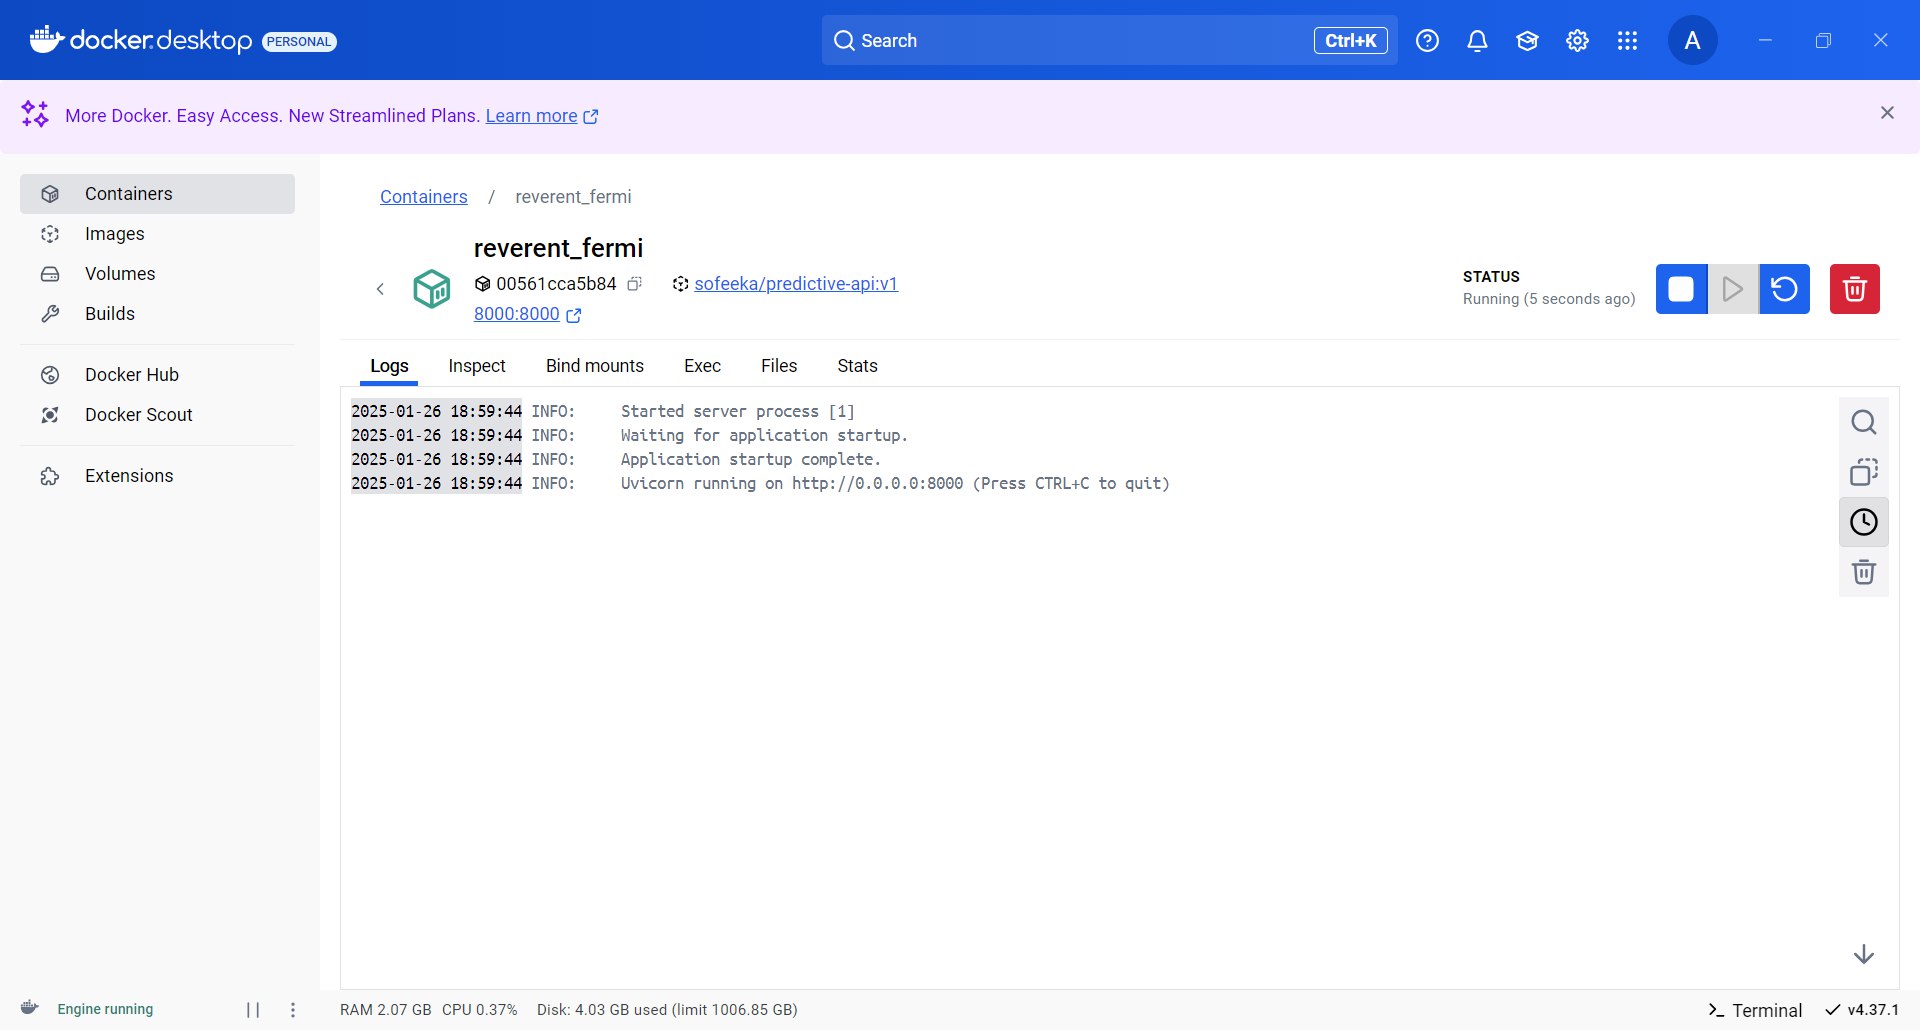 docker.desktop PERSONAL
Search Ctrl+K
A
More Docker. Easy Access. New Streamlined Plans. Learn more
Containers
Images
Volumes
Builds
Docker Hub
Docker Scout
Extensions
Containers / reverent_fermi
reverent_fermi
00561cca5b84 sofeeka/predictive-api:v1
8000:8000
STATUS
Running (5 seconds ago)
Logs Inspect Bind mounts Exec Files Stats
2025-01-26 18:59:44 INFO: Started server process [1]
2025-01-26 18:59:44 INFO: Waiting for application startup.
2025-01-26 18:59:44 INFO: Application startup complete.
2025-01-26 18:59:44 INFO: Uvicorn running on http://0.0.0.0:8000 (Press CTRL+C to quit)
Engine running RAM 2.07 GB CPU 0.37% Disk: 4.03 GB used (limit 1006.85 GB) Terminal v4.37.1